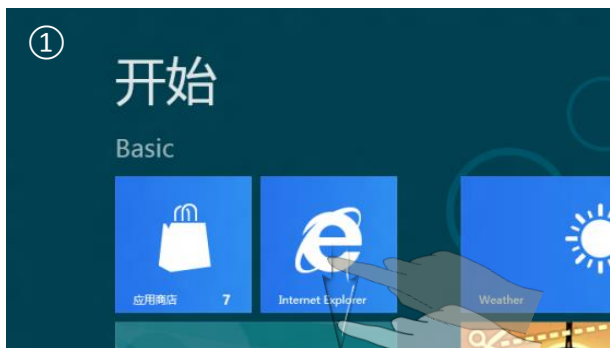 ①
开始
Basic
应用商店 7
Internet Explorer
Weather